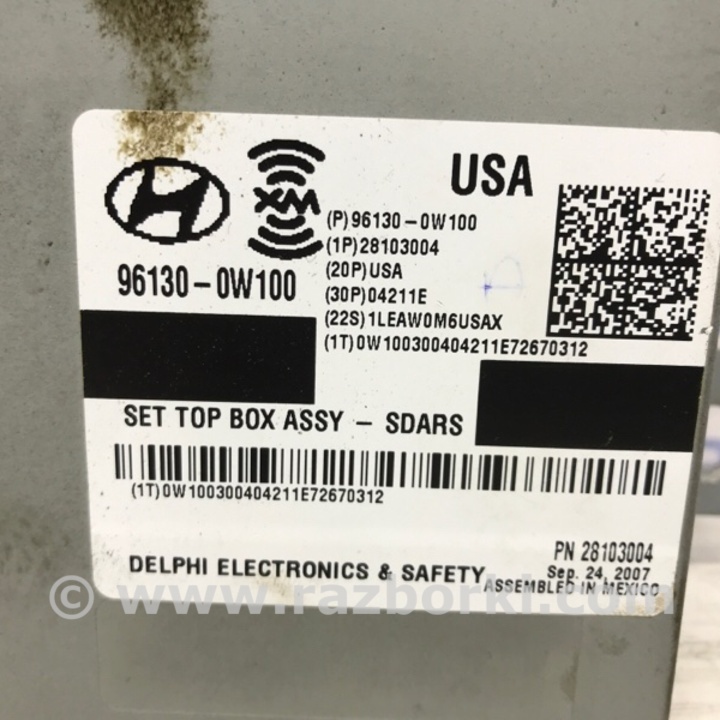 XM
USA
96130-0W100
(P)96130-0W100
(1P)28103004
(20P)USA
(30P)04211E
(22S)1LEAW0M6USAX
(1T)0W100300404211E72670312
SET TOP BOX ASSY - SDARS
(1T)0W100300404211E72670312
PN 28103004
DELPHI ELECTRONICS & SAFETY
Sep. 24, 2007
ASSEMBLED IN MEXICO
© www.razborki.com